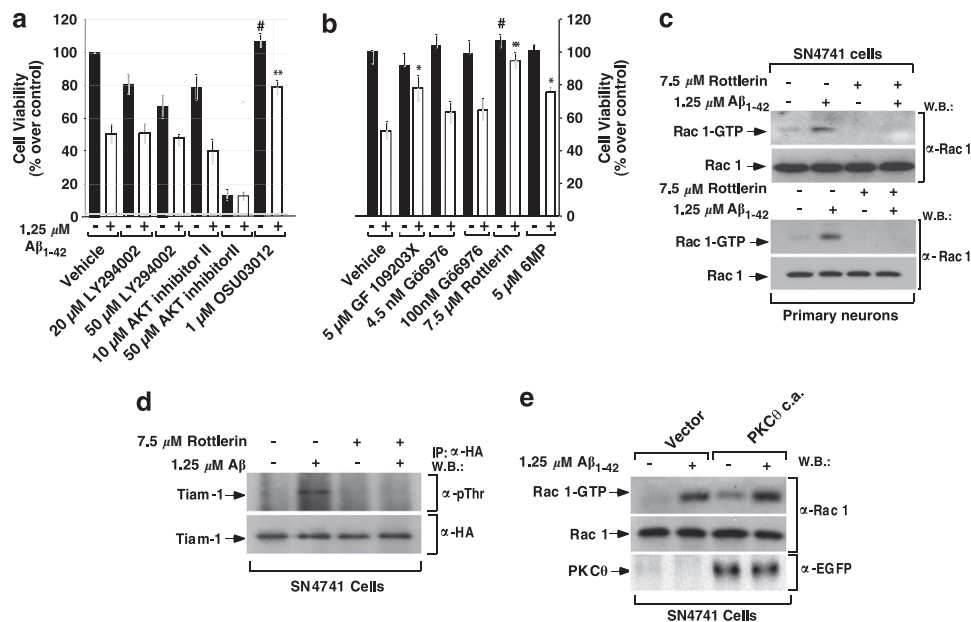 a
Cell Viability
(% over control)
120
100
80
60
40
20
0
#
**
1.25 μM
Aβ1-42
- + - + - + - + - + - +
Vehicle
20 μM LY294002
50 μM LY294002
10 μM AKT inhibitor II
50 μM AKT inhibitorII
1 μM OSU03012
b
#
*
**
*
120
100
80
60
40
20
0
Cell Viability
(% over control)
- + - + - + - + - + - +
Vehicle
5 μM GF 109203X
4.5 nM Gö6976
100nM Gö6976
7.5 μM Rottlerin
5 μM 6MP
c
SN4741 cells
7.5 μM Rottlerin - - + +
1.25 μM Aβ1-42 - + - +
W.B.:
Rac 1-GTP
α-Rac 1
Rac 1
7.5 μM Rottlerin - - + +
1.25 μM Aβ1-42 - + - +
W.B.:
Rac 1-GTP
α-Rac 1
Rac 1
Primary neurons
d
7.5 μM Rottlerin - - + +
IP: α-HA
1.25 μM Aβ - + - +
W.B.:
Tiam-1
α-pThr
Tiam-1
α-HA
SN4741 Cells
e
Vector
PKCθ c.a.
1.25 μM Aβ1-42 - + - +
W.B.:
Rac 1-GTP
α-Rac 1
Rac 1
PKCθ
α-EGFP
SN4741 Cells